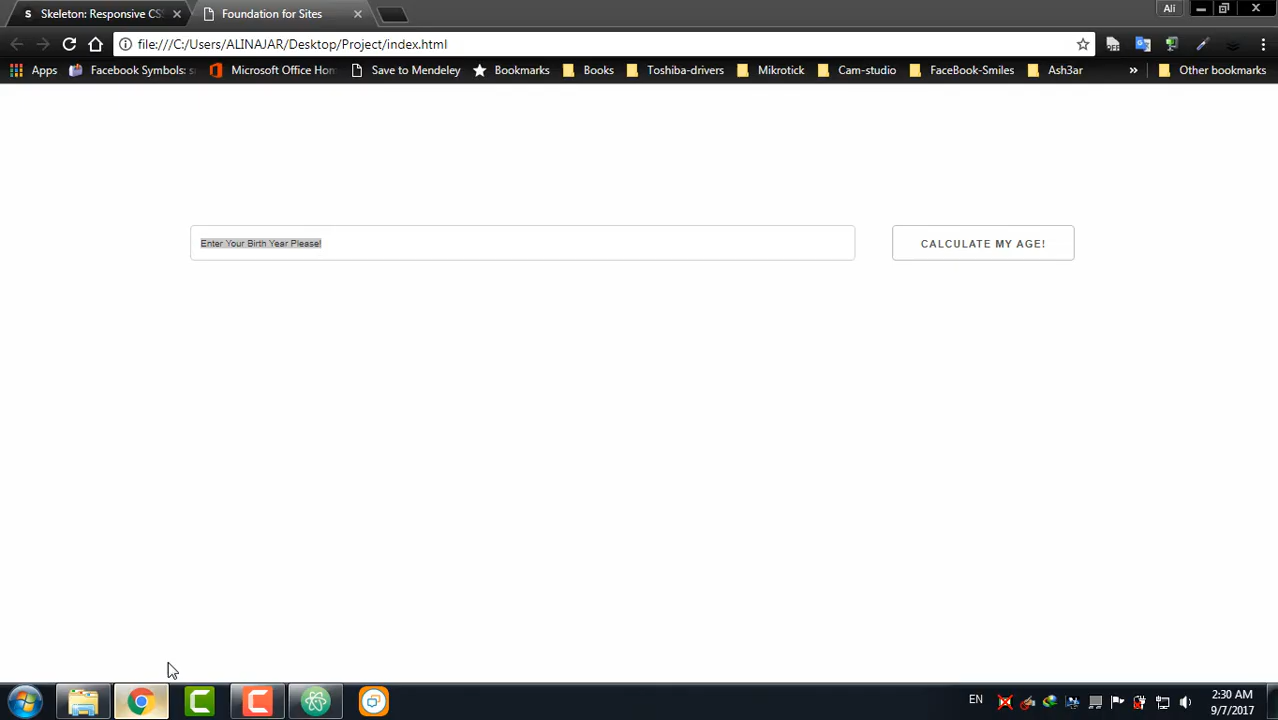 S Skeleton: Responsive CS
Foundation for Sites
Ali
file:///C:/Users/ALINAJAR/Desktop/Project/index.html
OFF
Apps
Facebook Symbols: s
Microsoft Office Hom
Save to Mendeley
Bookmarks
Books
Toshiba-drivers
Mikrotick
Cam-studio
FaceBook-Smiles
Ash3ar
»
Other bookmarks
Enter Your Birth Year Please!
CALCULATE MY AGE!
EN
2:30 AM
9/7/2017